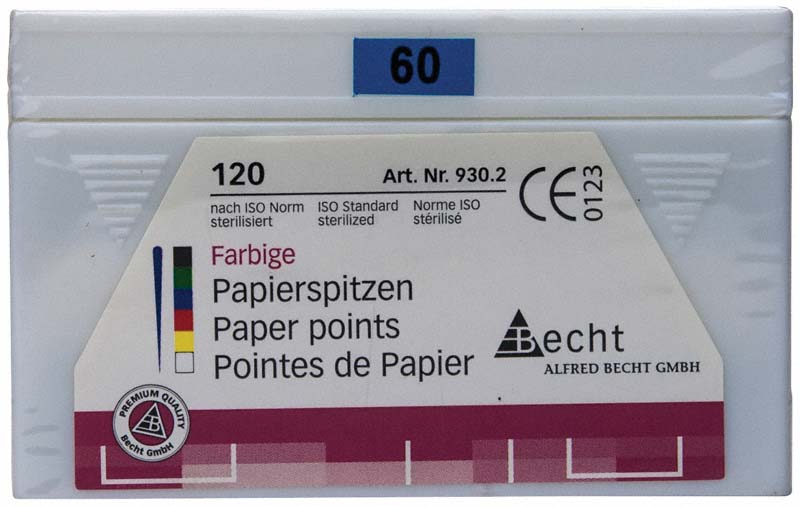 60
120 Art. Nr. 930.2
nach ISO Norm ISO Standard Norme ISO
sterilisiert sterilized stérilisé
CE 0123
Farbige
Papierspitzen
Paper points
Pointes de Papier
Becht
ALFRED BECHT GMBH
PREMIUM QUALITY
B
Becht GmbH